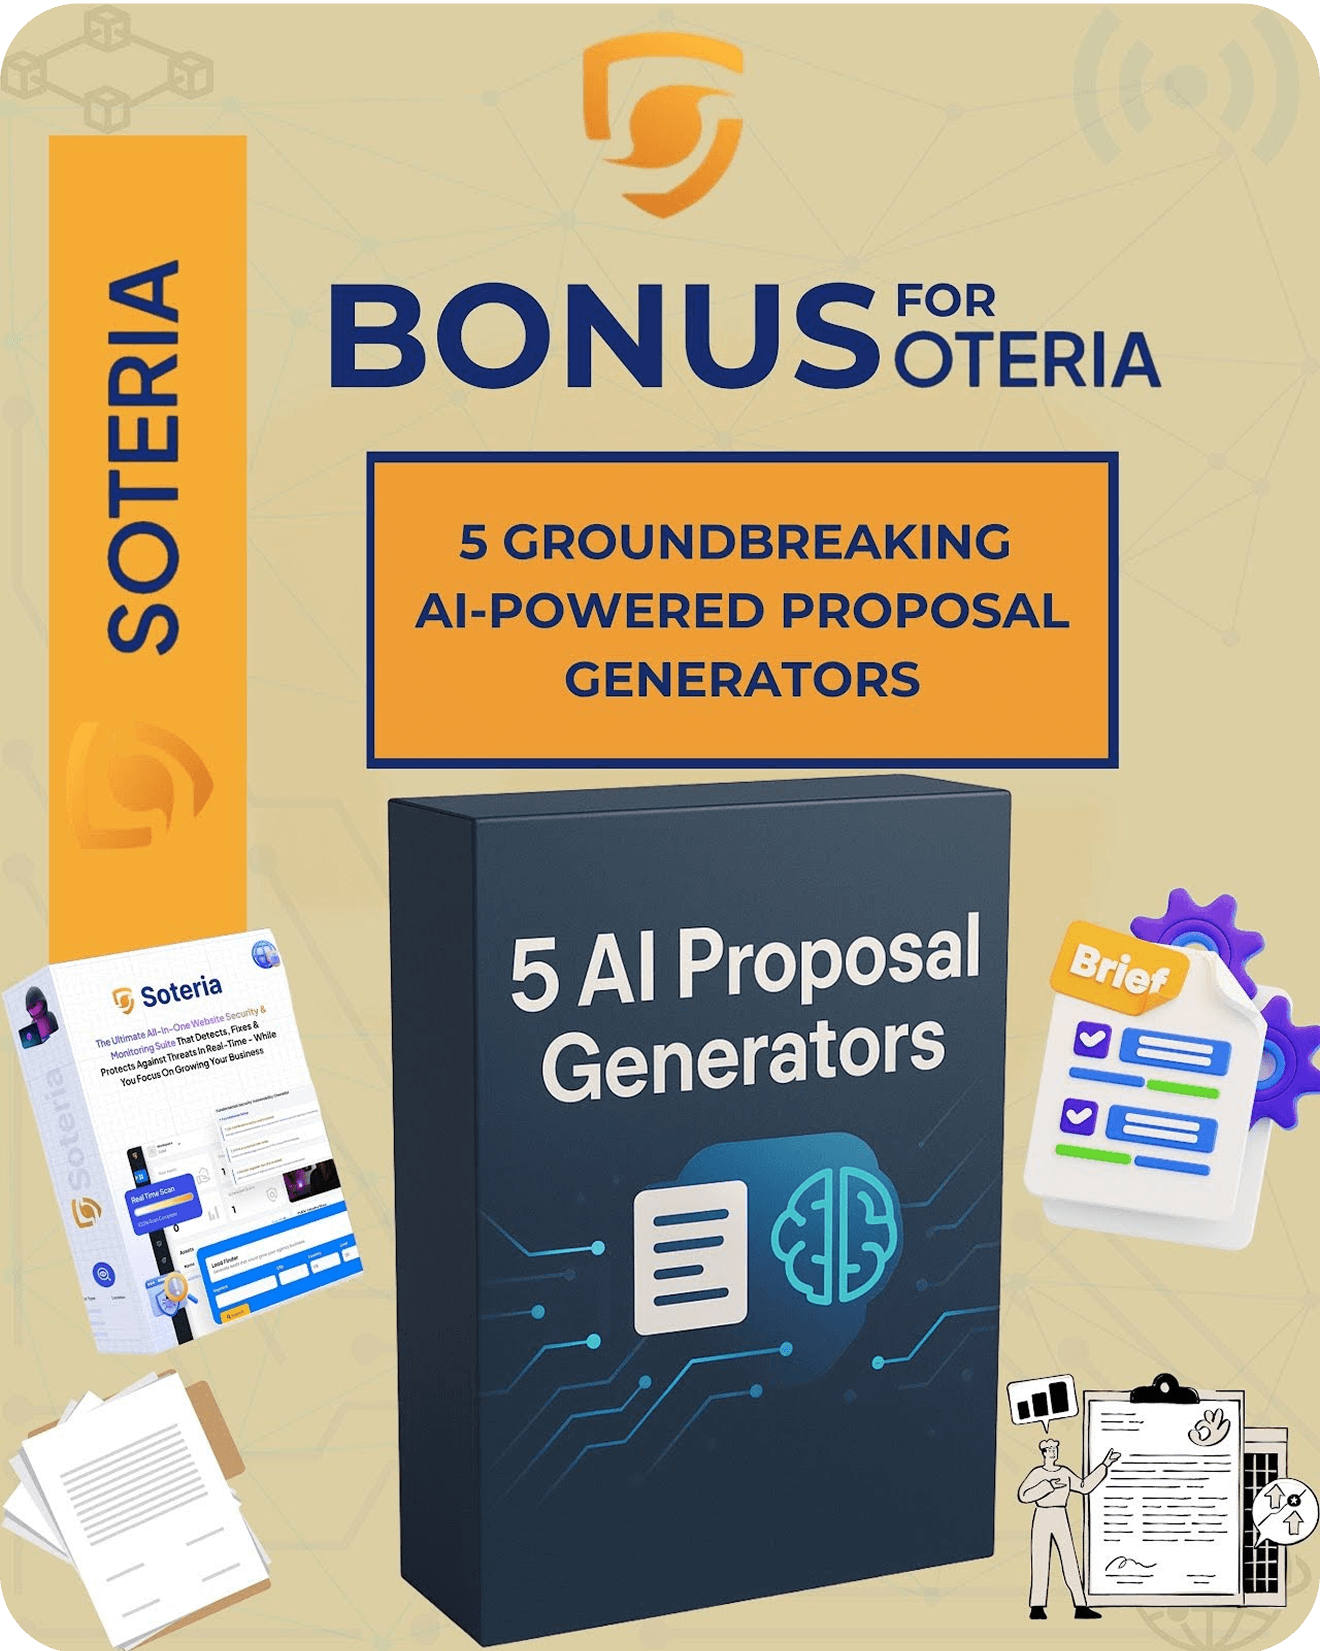 SOTERIA
BONUS
FOR
OTERIA
5 GROUNDBREAKING
AI-POWERED PROPOSAL
GENERATORS
5 AI Proposal
Generators
Soteria
The Ultimate All-In-One Website Security &
Monitoring Suite That Detects, Fixes &
Protects Against Threats In Real-Time - While
You Focus On Growing Your Business
Soteria
Real Time Scan
Lead Finder
Brief